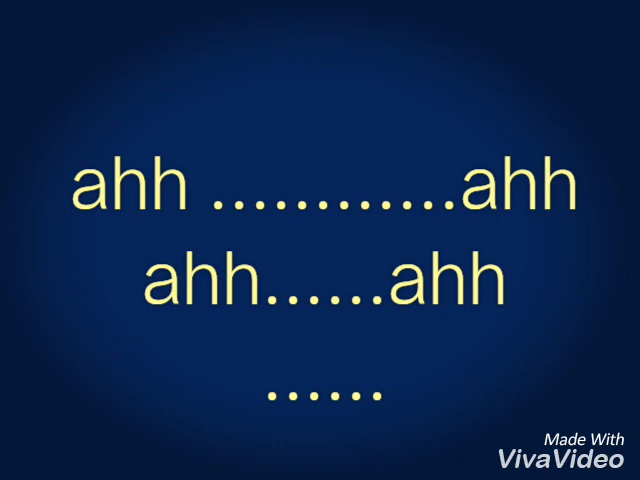 ahh ............ahh
ahh......ahh
......
Made With
VivaVideo